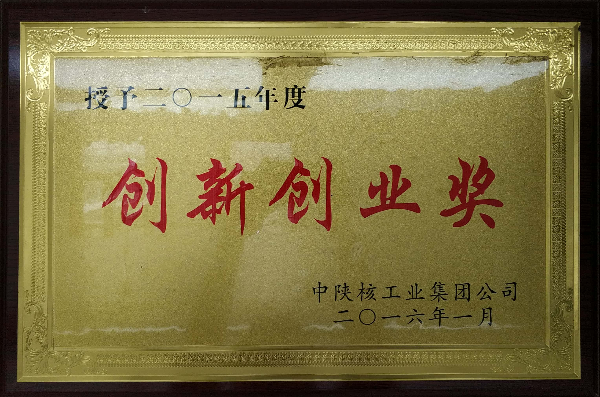 授予二〇一五年度
创新创业奖
中陕核工业集团公司
二〇一六年一月